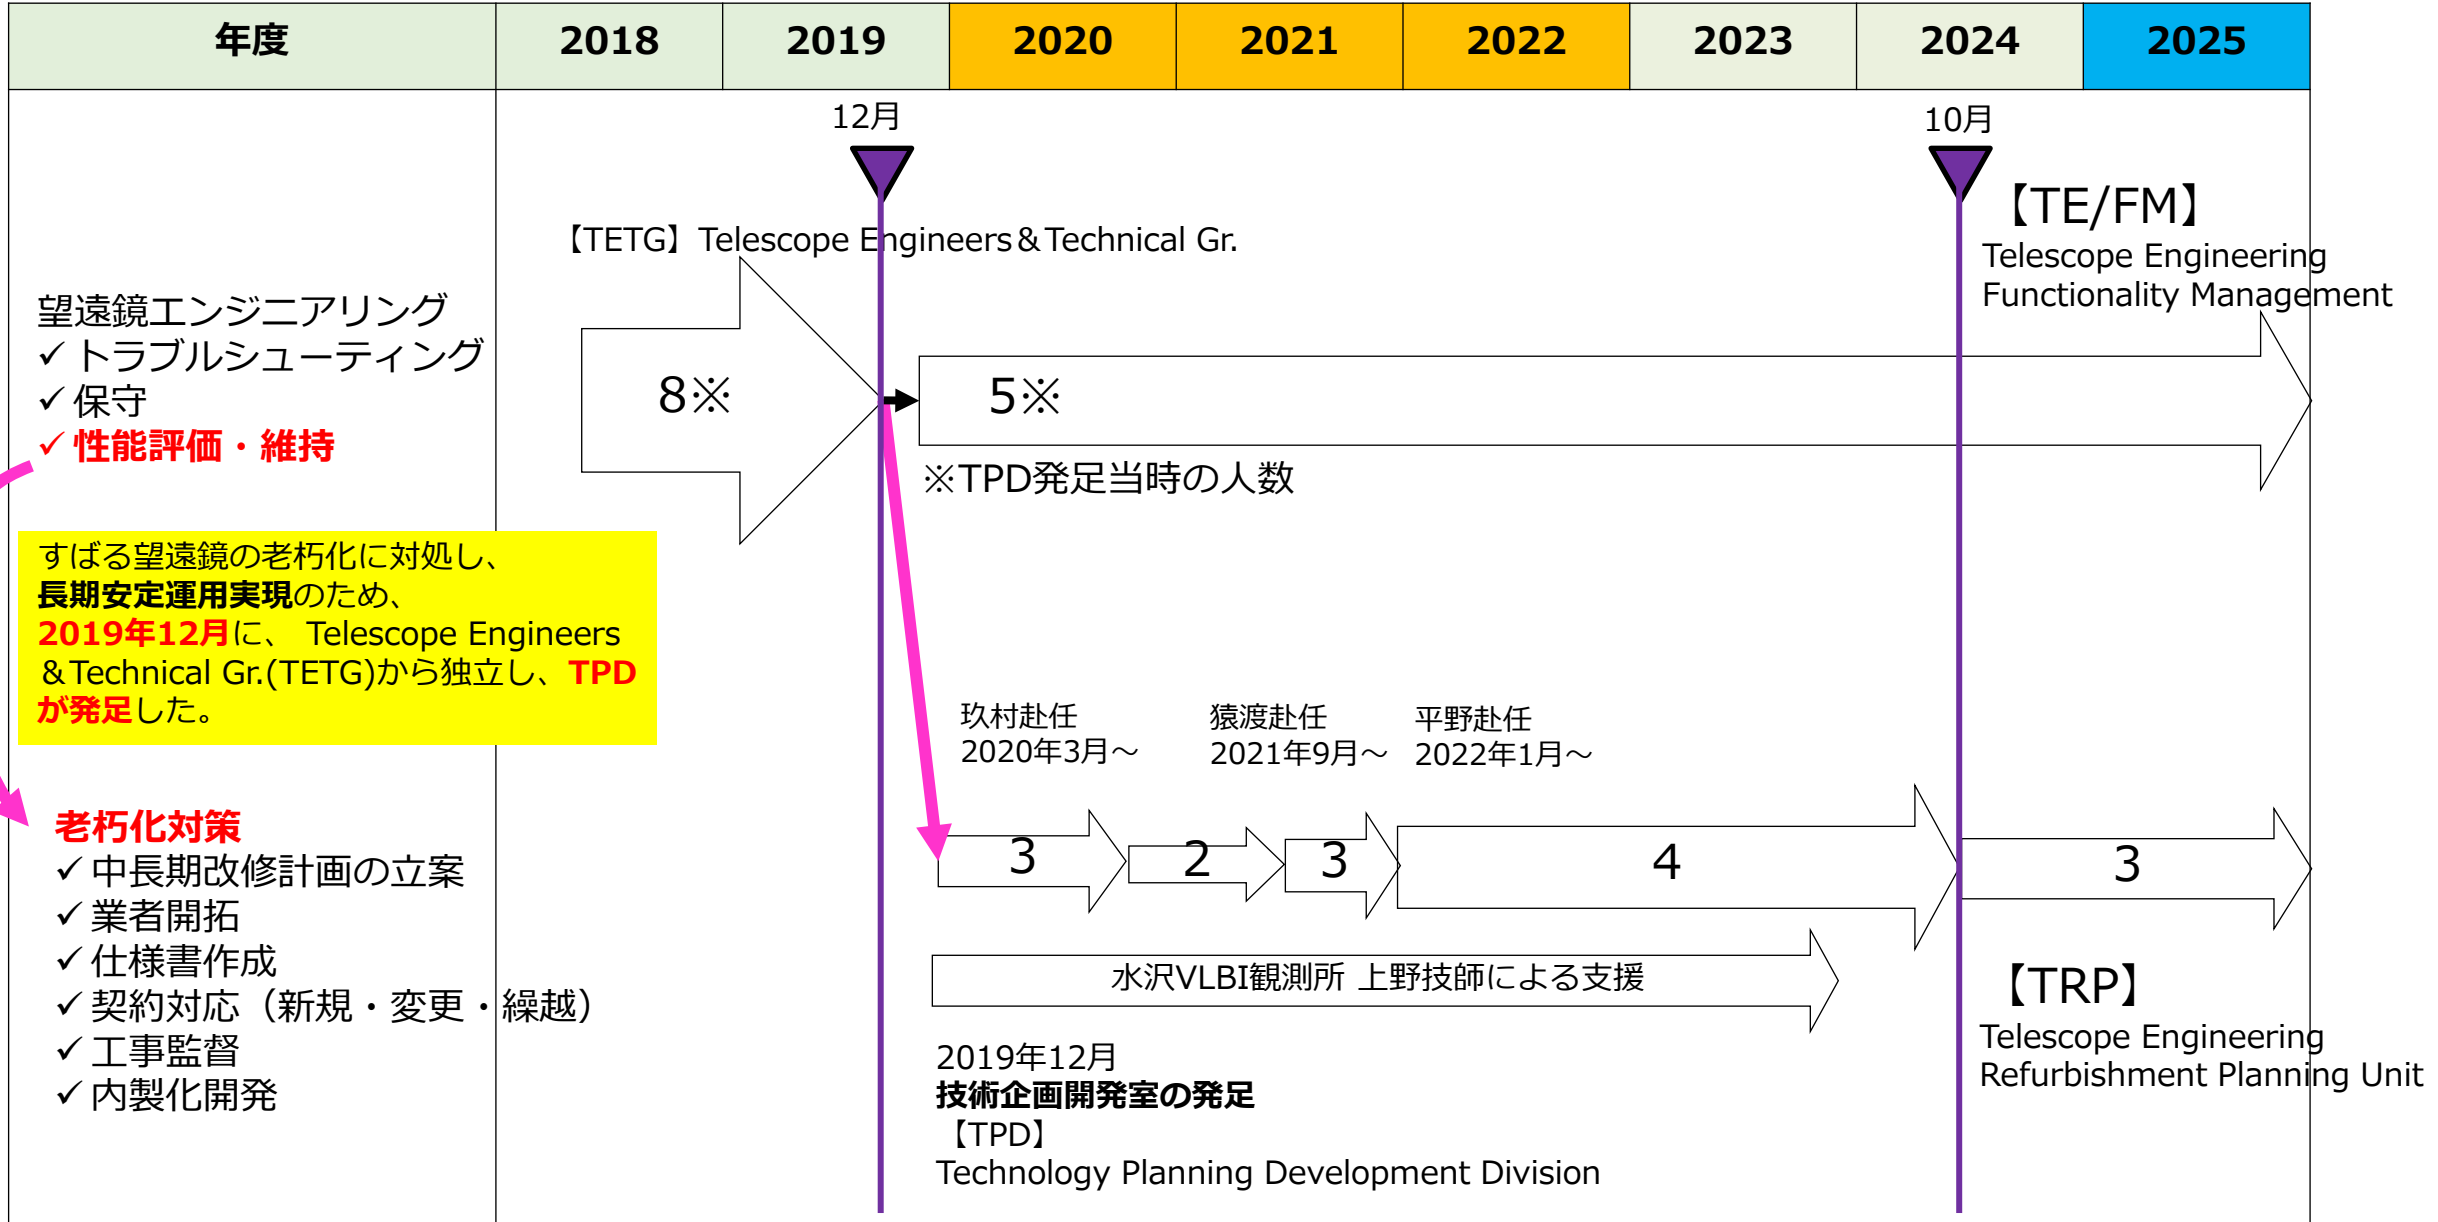 年度 2018 2019 2020 2021 2022 2023 2024 2025
12月
10月
【TETG】Telescope Engineers＆Technical Gr.
【TE/FM】
Telescope Engineering
Functionality Management
望遠鏡エンジニアリング
✓トラブルシューティング
✓保守
✓性能評価・維持
8※
5※
※TPD発足当時の人数
すばる望遠鏡の老朽化に対処し、
長期安定運用実現のため、
2019年12月に、 Telescope Engineers
＆Technical Gr.(TETG)から独立し、TPD
が発足した。
玖村赴任
2020年3月～
猿渡赴任
2021年9月～
平野赴任
2022年1月～
老朽化対策
✓中長期改修計画の立案
✓業者開拓
✓仕様書作成
✓契約対応（新規・変更・繰越）
✓工事監督
✓内製化開発
3
2
3
4
3
水沢VLBI観測所 上野技師による支援
2019年12月
技術企画開発室の発足
【TPD】
Technology Planning Development Division
【TRP】
Telescope Engineering
Refurbishment Planning Unit